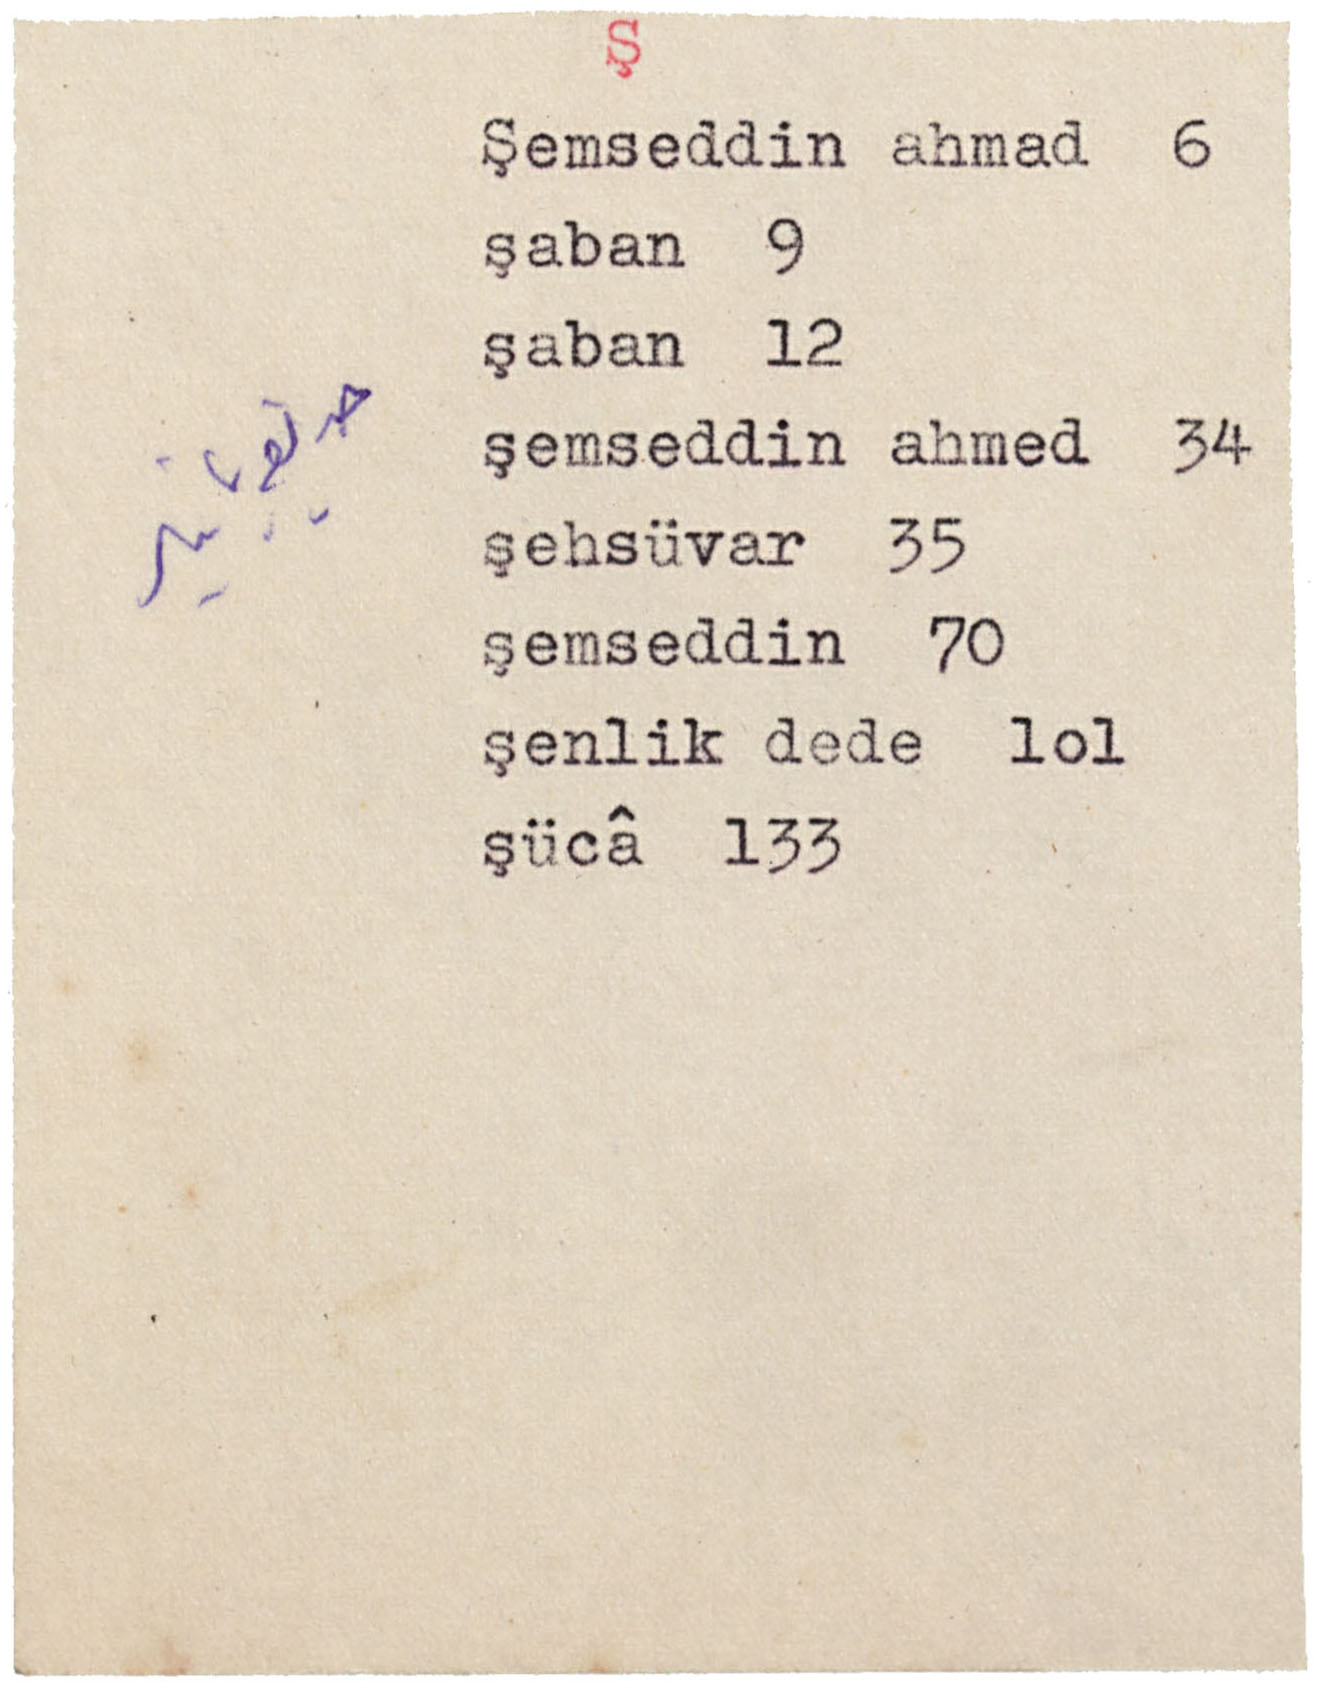 Ş
Şemseddin ahmad 6
şaban 9
şaban 12
şemseddin ahmed 34
şehsüvar 35
şemseddin 70
şenlik dede lol
şücâ 133